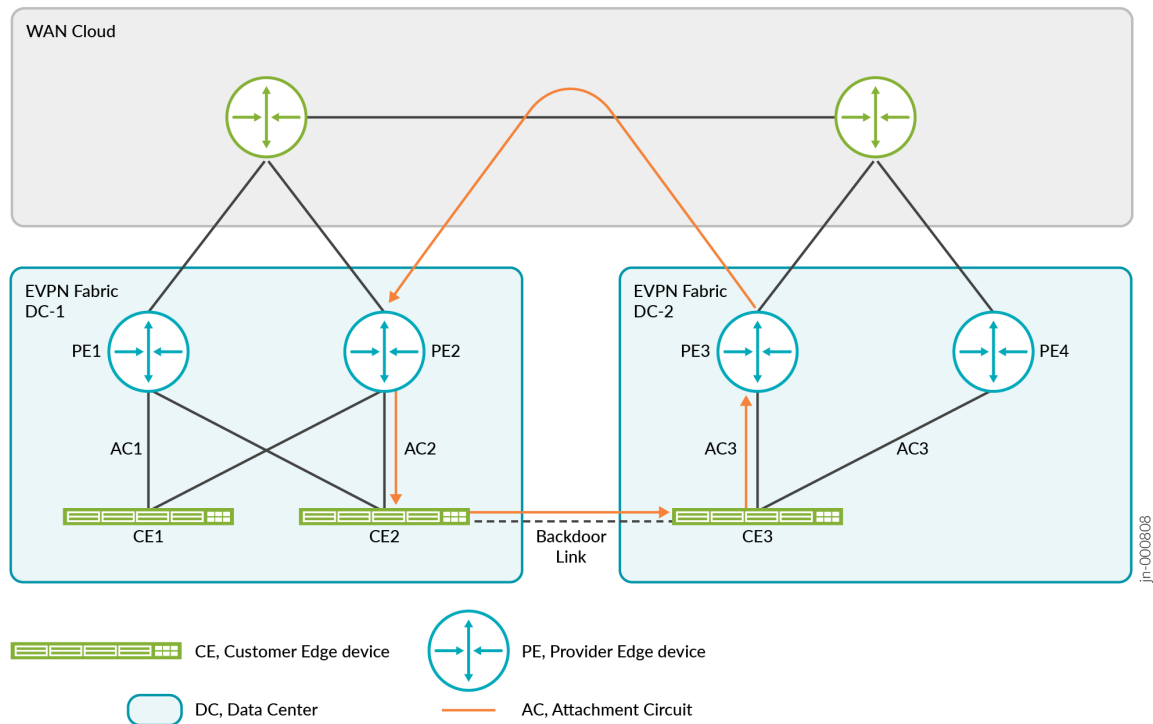 WAN Cloud
EVPN Fabric
DC-1
EVPN Fabric
DC-2
PE1
PE2
PE3
PE4
AC1
AC2
AC3
AC3
CE1
CE2
Backdoor
Link
CE3
jn-000808
CE, Customer Edge device
PE, Provider Edge device
DC, Data Center
AC, Attachment Circuit